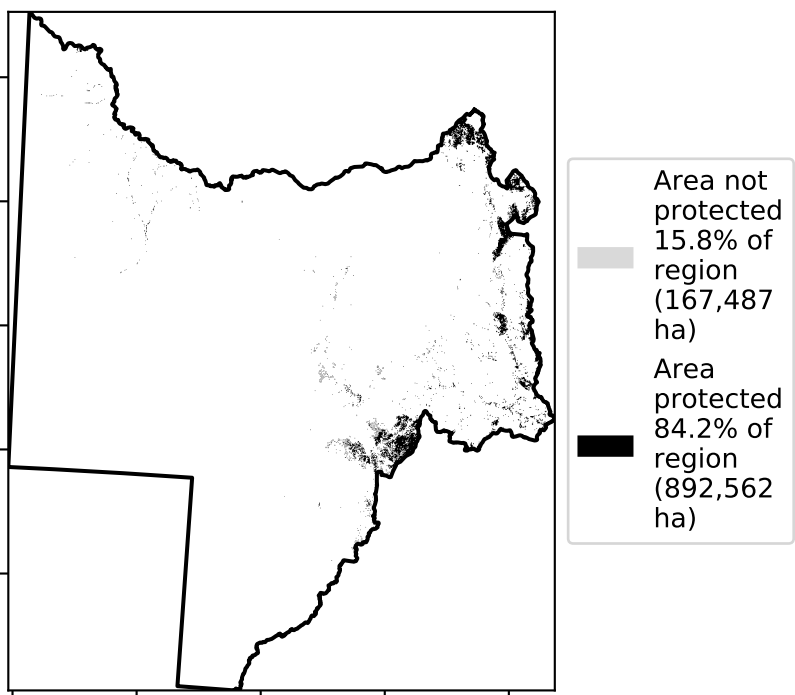 Area not
protected
15.8% of
region
(167,487
ha)
Area
protected
84.2% of
region
(892,562
ha)